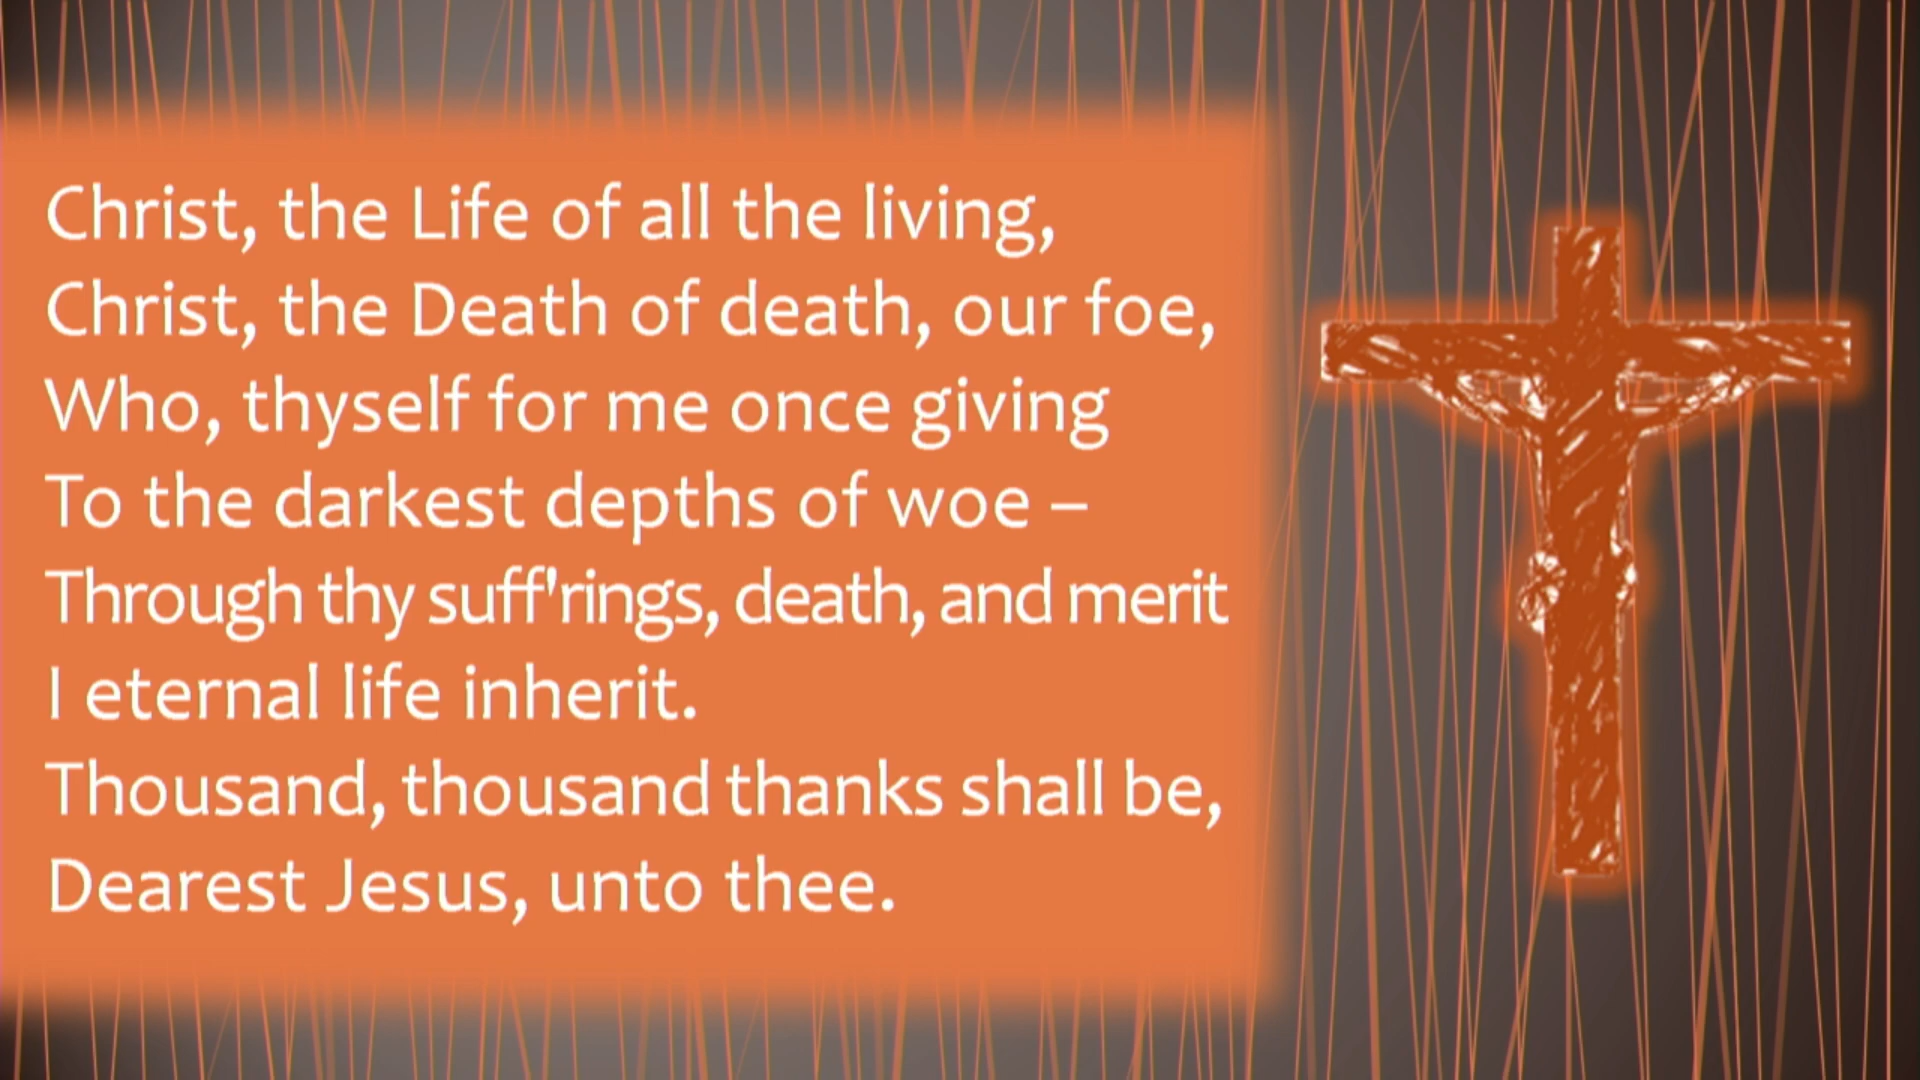 Christ, the Life of all the living,
Christ, the Death of death, our foe,
Who, thyself for me once giving
To the darkest depths of woe –
Through thy suff'rings, death, and merit
I eternal life inherit.
Thousand, thousand thanks shall be,
Dearest Jesus, unto thee.